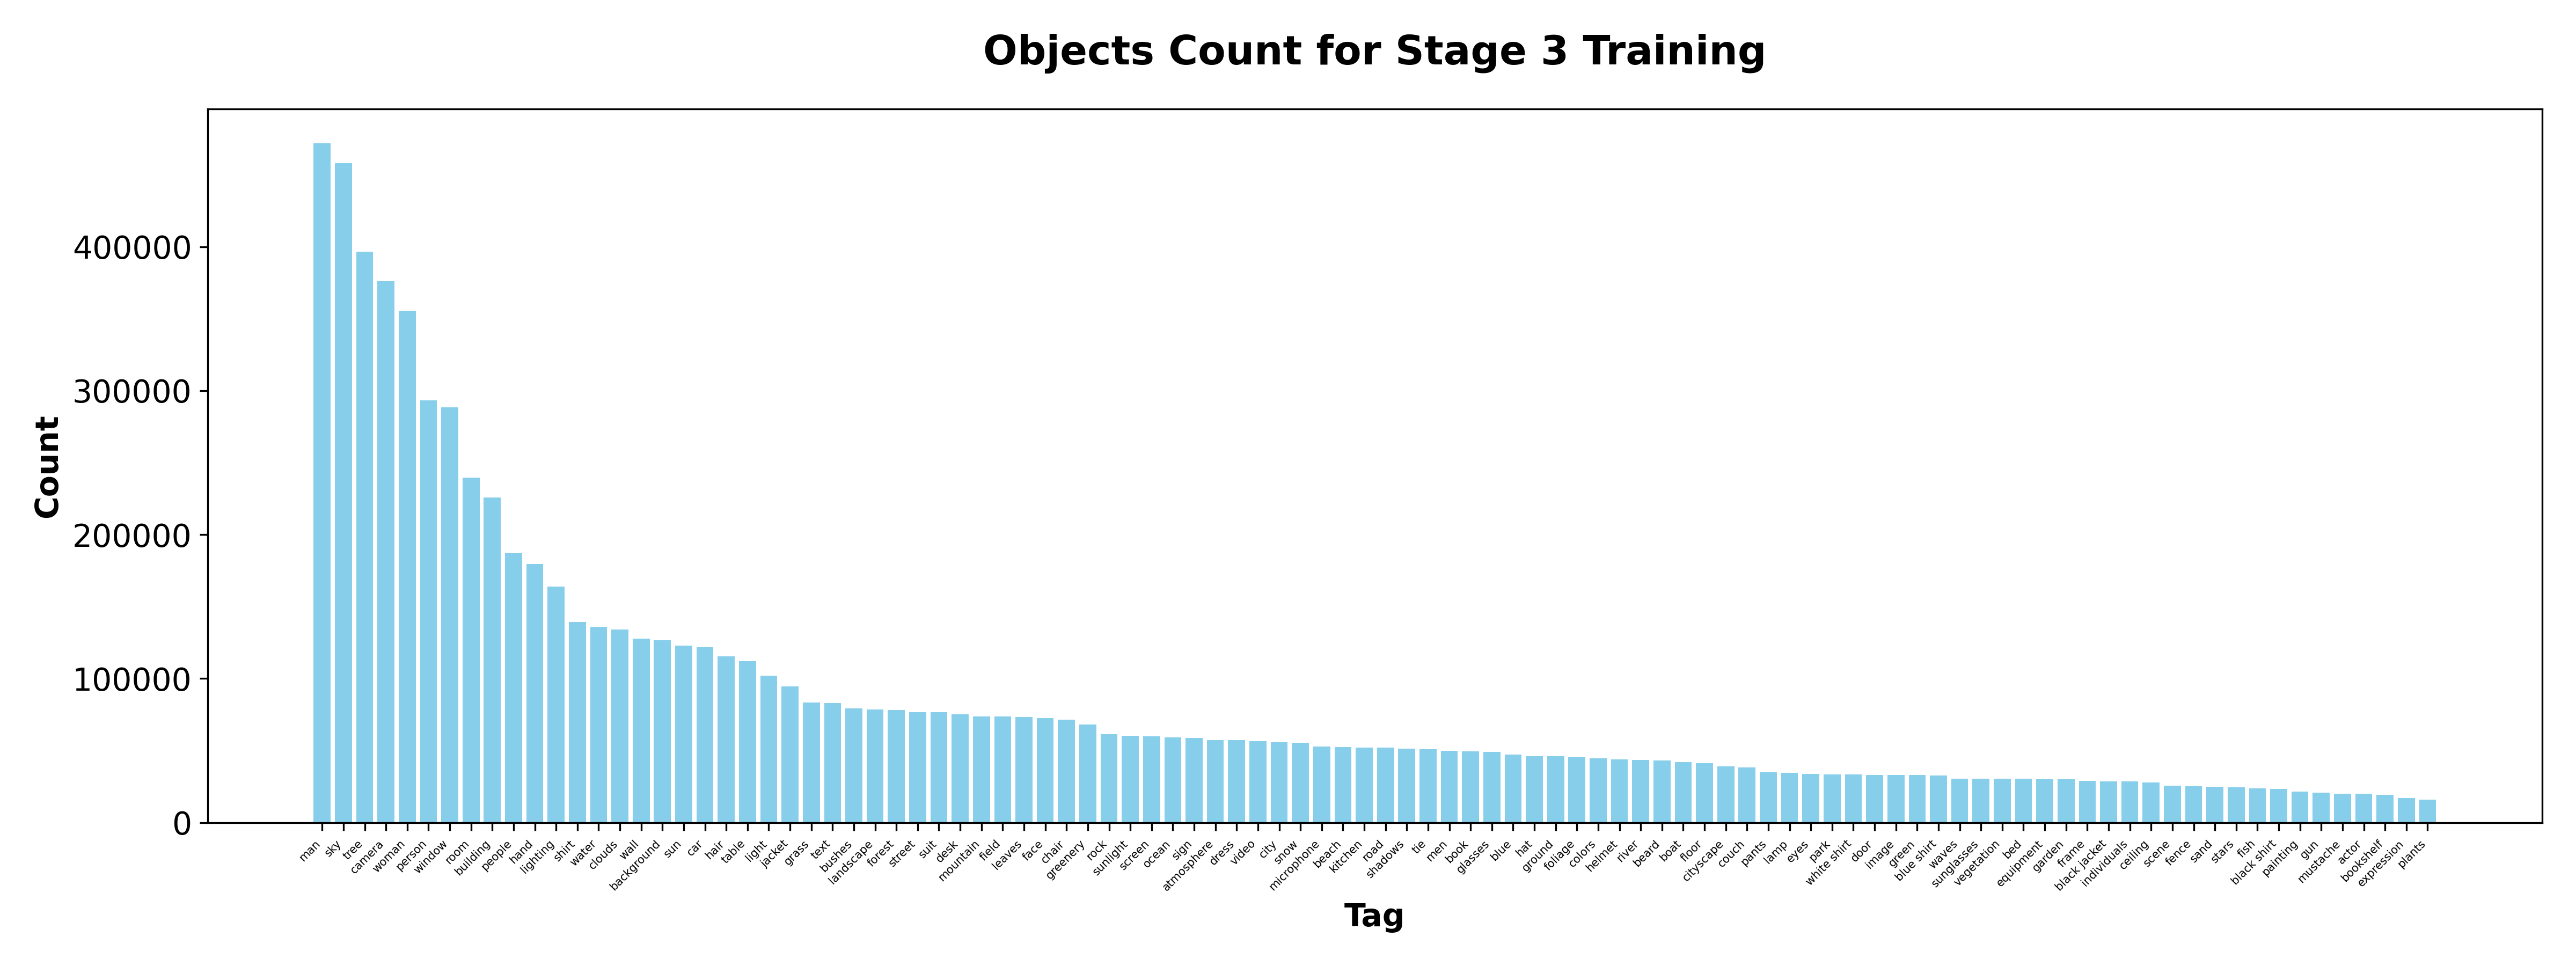 Objects Count for Stage 3 Training
Count
400000
300000
200000
100000
0
man
sky
tree
camera
woman
person
window
room
building
people
hand
lighting
shirt
water
clouds
wall
background
sun
car
hair
table
light
jacket
grass
text
bushes
landscape
forest
street
suit
desk
mountain
field
leaves
face
chair
greenery
rock
sunlight
screen
ocean
sign
atmosphere
dress
video
city
snow
microphone
beach
kitchen
road
shadows
tie
men
book
glasses
blue
hat
ground
foliage
colors
helmet
river
beard
boat
floor
cityscape
couch
pants
lamp
eyes
park
white shirt
door
image
green
blue shirt
waves
sunglasses
vegetation
bed
equipment
garden
frame
black jacket
individuals
ceiling
scene
fence
sand
stars
fish
black shirt
painting
gun
mustache
actor
bookshelf
expression
plants
Tag